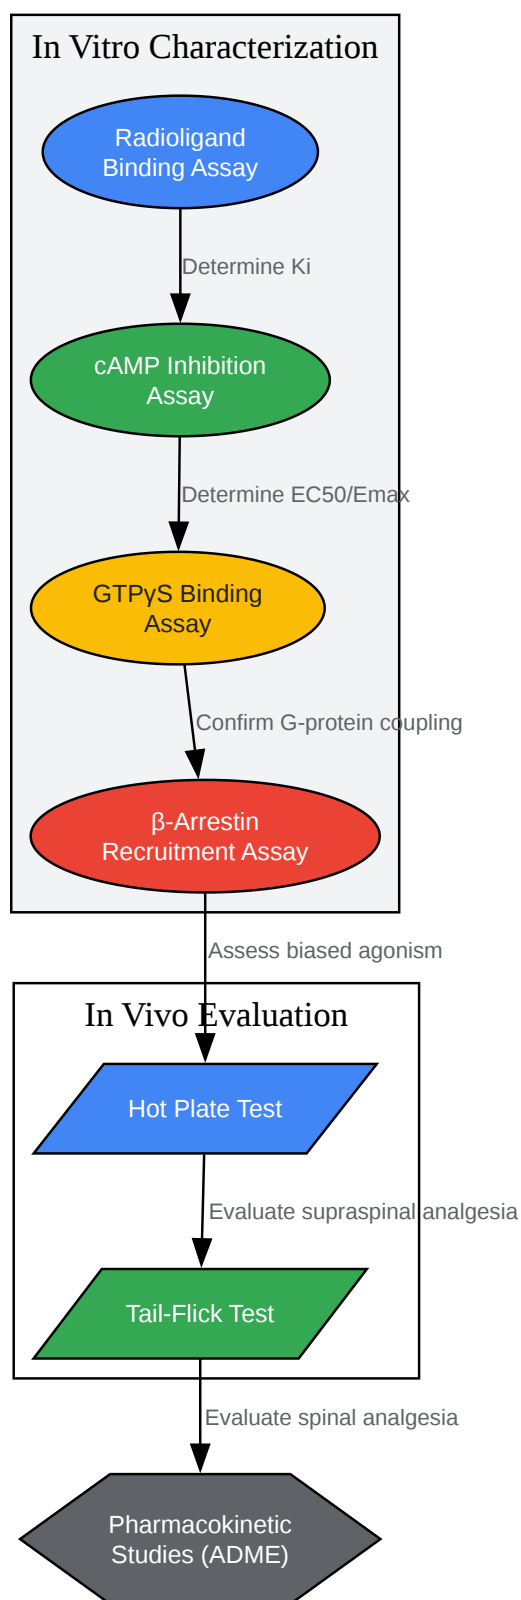 In Vitro Characterization
Radioligand
Binding Assay
Determine Ki
cAMP Inhibition
Assay
Determine EC50/Emax
GTPγS Binding
Assay
Confirm G-protein coupling
β-Arrestin
Recruitment Assay
Assess biased agonism
In Vivo Evaluation
Hot Plate Test
Evaluate supraspinal analgesia
Tail-Flick Test
Evaluate spinal analgesia
Pharmacokinetic
Studies (ADME)